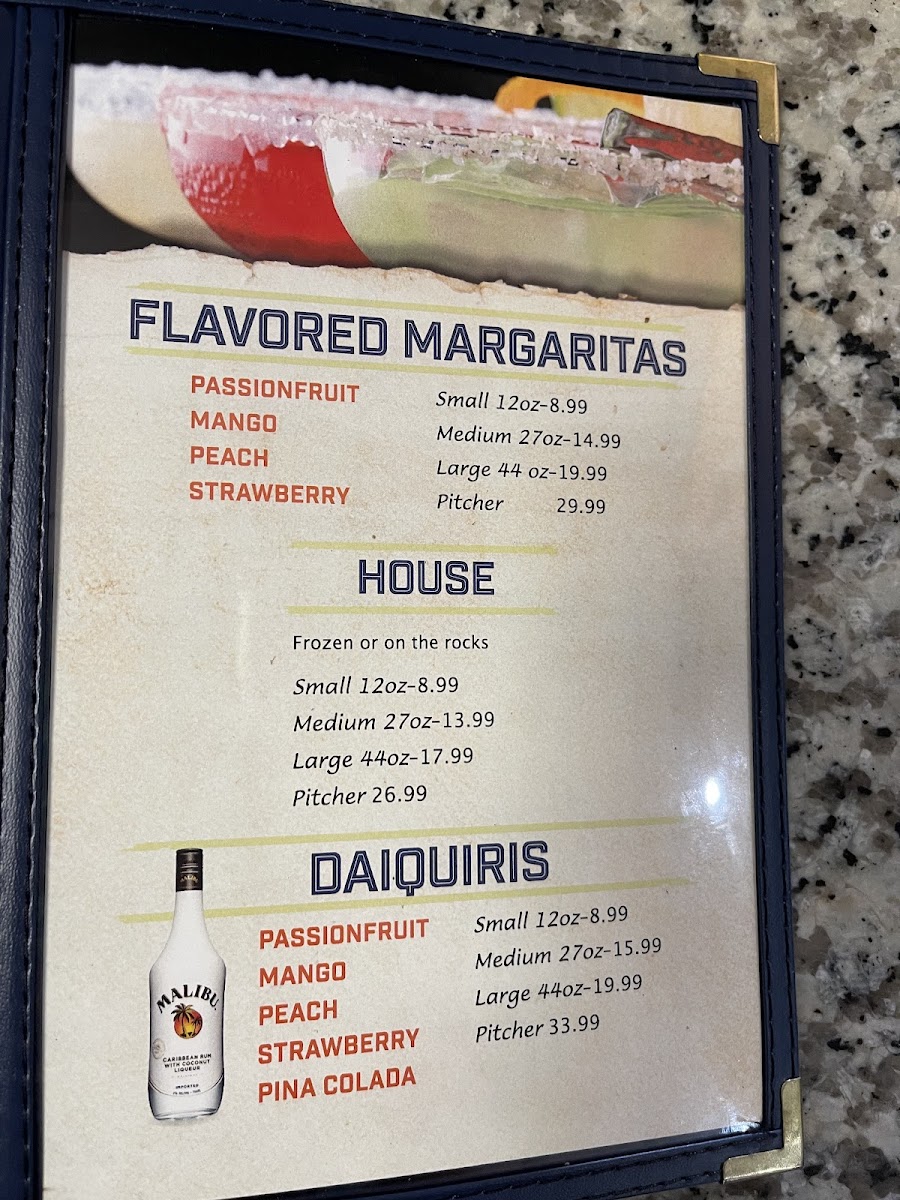 FLAVORED MARGARITAS
PASSIONFRUIT
MANGO
PEACH
STRAWBERRY
Small 12oz-8.99
Medium 27oz-14.99
Large 44 oz-19.99
Pitcher 29.99
HOUSE
Frozen or on the rocks
Small 12oz-8.99
Medium 27oz-13.99
Large 44oz-17.99
Pitcher 26.99
DAIQUIRIS
PASSIONFRUIT
MANGO
PEACH
STRAWBERRY
PINA COLADA
Small 12oz-8.99
Medium 27oz-15.99
Large 44oz-19.99
Pitcher 33.99
MALIBU
CARIBBEAN RUM
WITH COCONUT
LIQUEUR
IMPORTED